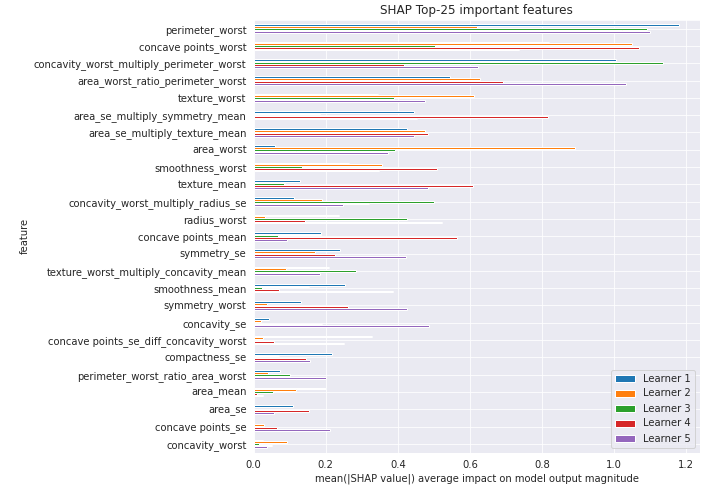 SHAP Top-25 important features
perimeter_worst
concave points_worst
concavity_worst_multiply_perimeter_worst
area_worst_ratio_perimeter_worst
texture_worst
area_se_multiply_symmetry_mean
area_se_multiply_texture_mean
area_worst
smoothness_worst
texture_mean
concavity_worst_multiply_radius_se
radius_worst
concave points_mean
symmetry_se
texture_worst_multiply_concavity_mean
smoothness_mean
symmetry_worst
concavity_se
concave points_se_diff_concavity_worst
compactness_se
perimeter_worst_ratio_area_worst
area_mean
area_se
concave points_se
concavity_worst
feature
Learner 1
Learner 2
Learner 3
Learner 4
Learner 5
0.0 0.2 0.4 0.6 0.8 1.0 1.2
mean(|SHAP value|) average impact on model output magnitude